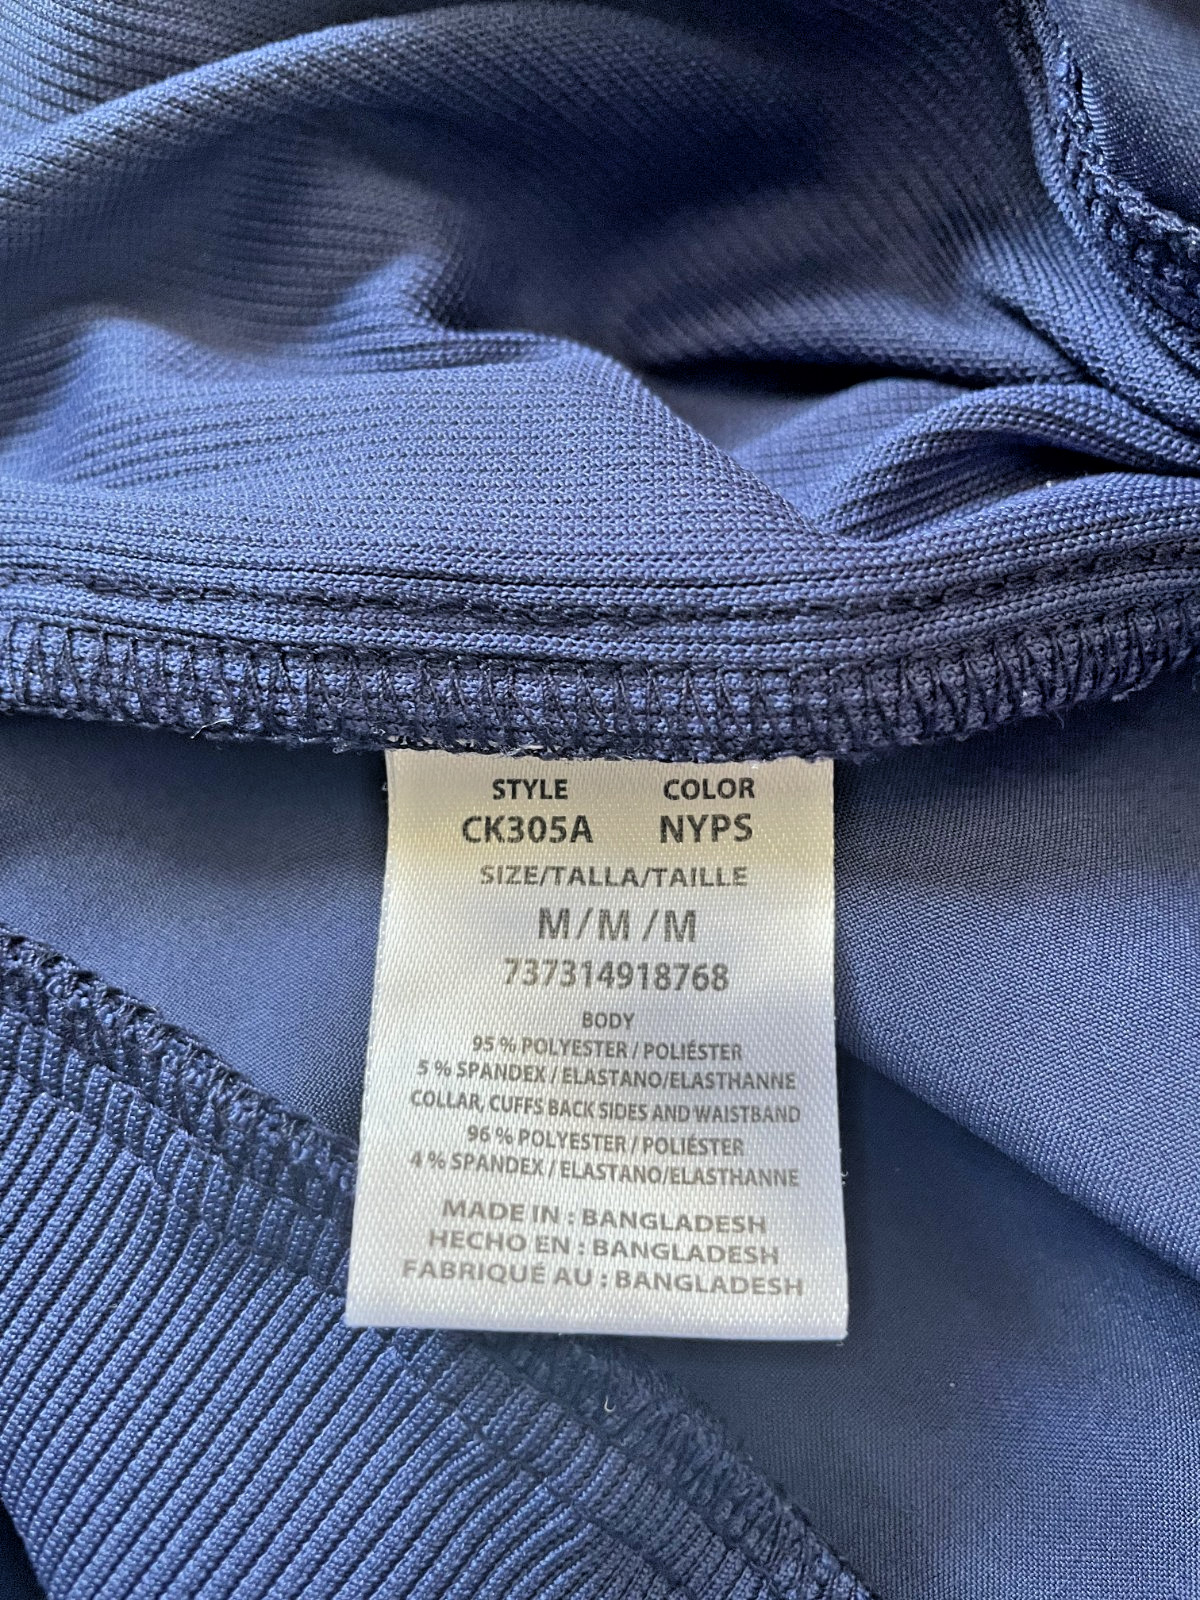 STYLE COLOR
CK305A NYPS
SIZE/TALLA/TAILLE
M/M/M
737314918768
BODY
95 % POLYESTER / POLIÉSTER
5 % SPANDEX / ELASTANO/ELASTHANNE
COLLAR, CUFFS BACK SIDES AND WAISTBAND
96 % POLYESTER / POLIÉSTER
4 % SPANDEX / ELASTANO/ELASTHANNE
MADE IN : BANGLADESH
HECHO EN : BANGLADESH
FABRIQUÉ AU : BANGLADESH